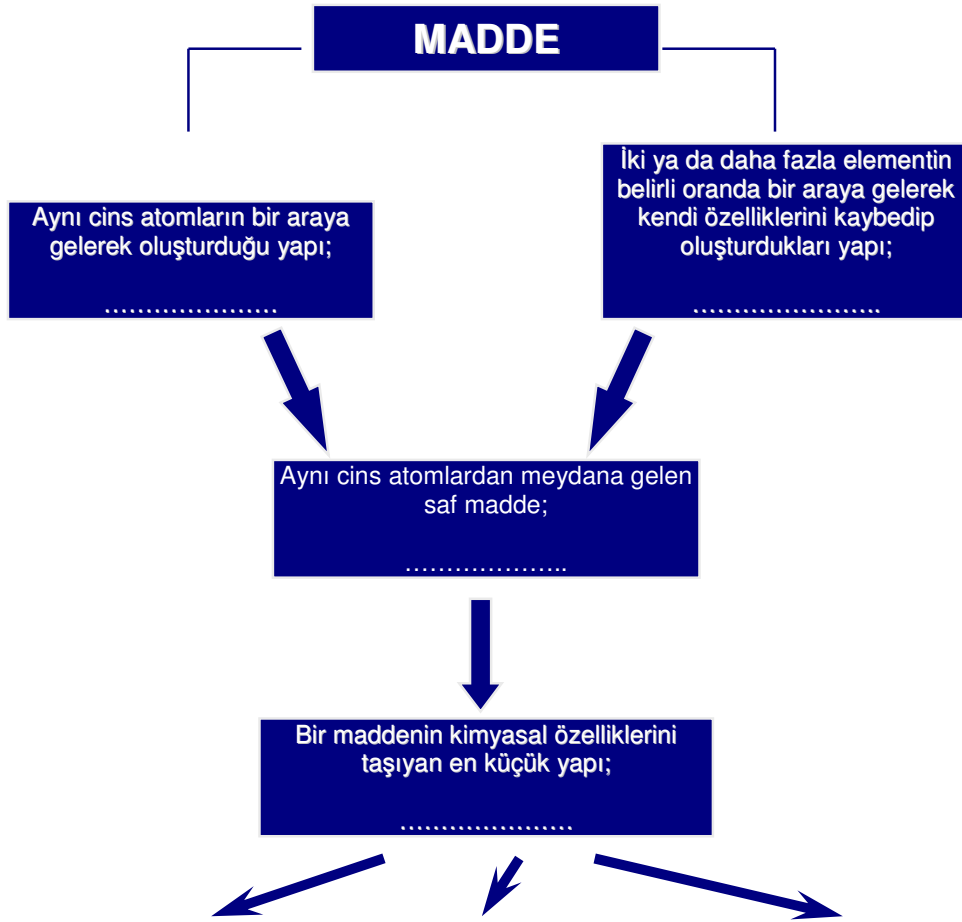 MADDE
Aynı cins atomların bir araya
gelerek oluşturduğu yapı;
…………………
İki ya da daha fazla elementin
belirli oranda bir araya gelerek
kendi özelliklerini kaybedip
oluşturdukları yapı;
…………………..
Aynı cins atomlardan meydana gelen
saf madde;
………………..
Bir maddenin kimyasal özelliklerini
taşıyan en küçük yapı;
…………………